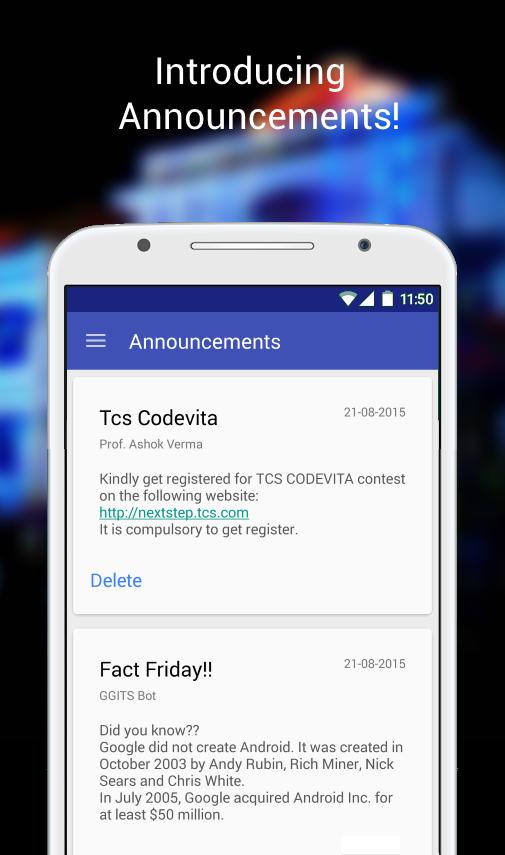 Introducing
Announcements!
11:50
Announcements
Tcs Codevita
21-08-2015
Prof. Ashok Verma
Kindly get registered for TCS CODEVITA contest
on the following website:
http://nextstep.tcs.com
It is compulsory to get register.
Delete
Fact Friday!!
21-08-2015
GGITS Bot
Did you know??
Google did not create Android. It was created in
October 2003 by Andy Rubin, Rich Miner, Nick
Sears and Chris White.
In July 2005, Google acquired Android Inc. for
at least $50 million.